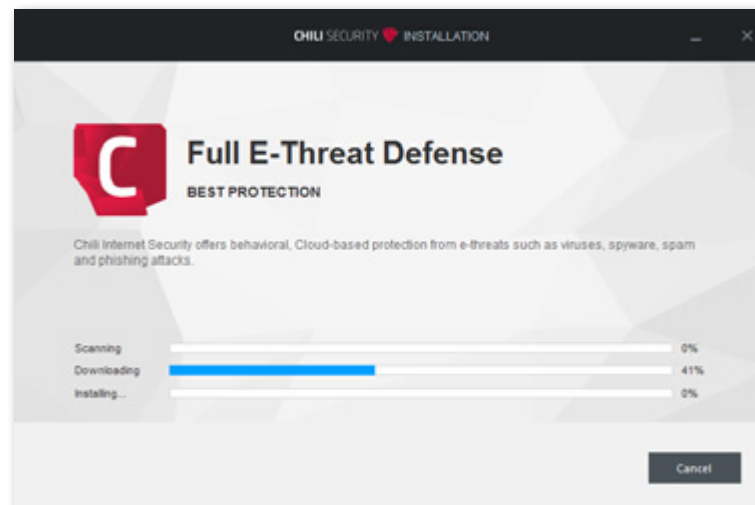 CHILI SECURITY INSTALLATION
C
Full E-Threat Defense
BEST PROTECTION
Chili Internet Security offers behavioral, Cloud-based protection from e-threats such as viruses, spyware, spam
and phishing attacks.
Scanning 0%
Downloading 41%
Installing... 0%
Cancel